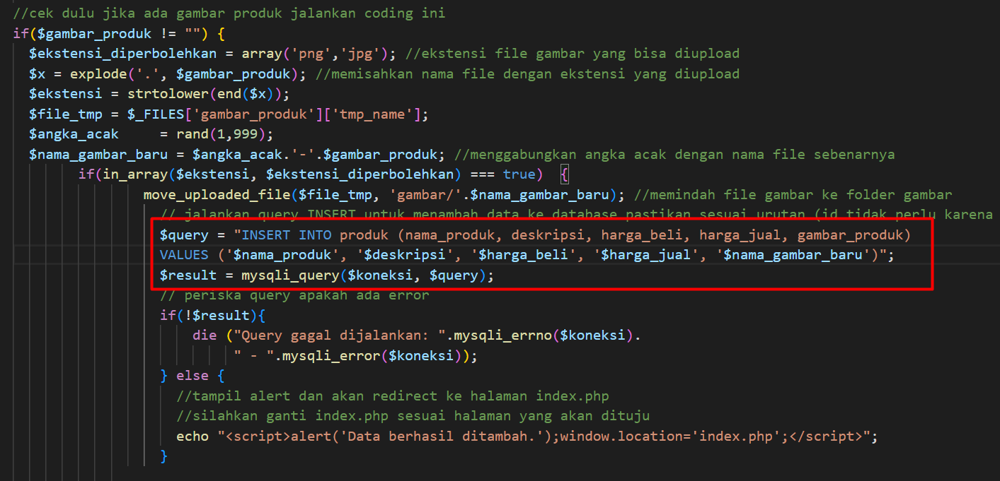 //cek dulu jika ada gambar produk jalankan coding ini
if($gambar_produk != "") {
$ekstensi_diperbolehkan = array('png','jpg'); //ekstensi file gambar yang bisa diupload
$x = explode('.', $gambar_produk); //memisahkan nama file dengan ekstensi yang diupload
$ekstensi = strtolower(end($x));
$file_tmp = $_FILES['gambar_produk']['tmp_name'];
$angka_acak     = rand(1,999);
$nama_gambar_baru = $angka_acak.'-'.$gambar_produk; //menggabungkan angka acak dengan nama file sebenarnya
if(in_array($ekstensi, $ekstensi_diperbolehkan) === true)  {
move_uploaded_file($file_tmp, 'gambar/'.$nama_gambar_baru); //memindah file gambar ke folder gambar
// jalankan query INSERT untuk menambah data ke database pastikan sesuai urutan (id tidak perlu karena
$query = "INSERT INTO produk (nama_produk, deskripsi, harga_beli, harga_jual, gambar_produk)
VALUES ('$nama_produk', '$deskripsi', '$harga_beli', '$harga_jual', '$nama_gambar_baru')";
$result = mysqli_query($koneksi, $query);
// periska query apakah ada error
if(!$result){
die ("Query gagal dijalankan: ".mysqli_errno($koneksi).
" - ".mysqli_error($koneksi));
} else {
//tampil alert dan akan redirect ke halaman index.php
//silahkan ganti index.php sesuai halaman yang akan dituju
echo "<script>alert('Data berhasil ditambah.');window.location='index.php';</script>";
}